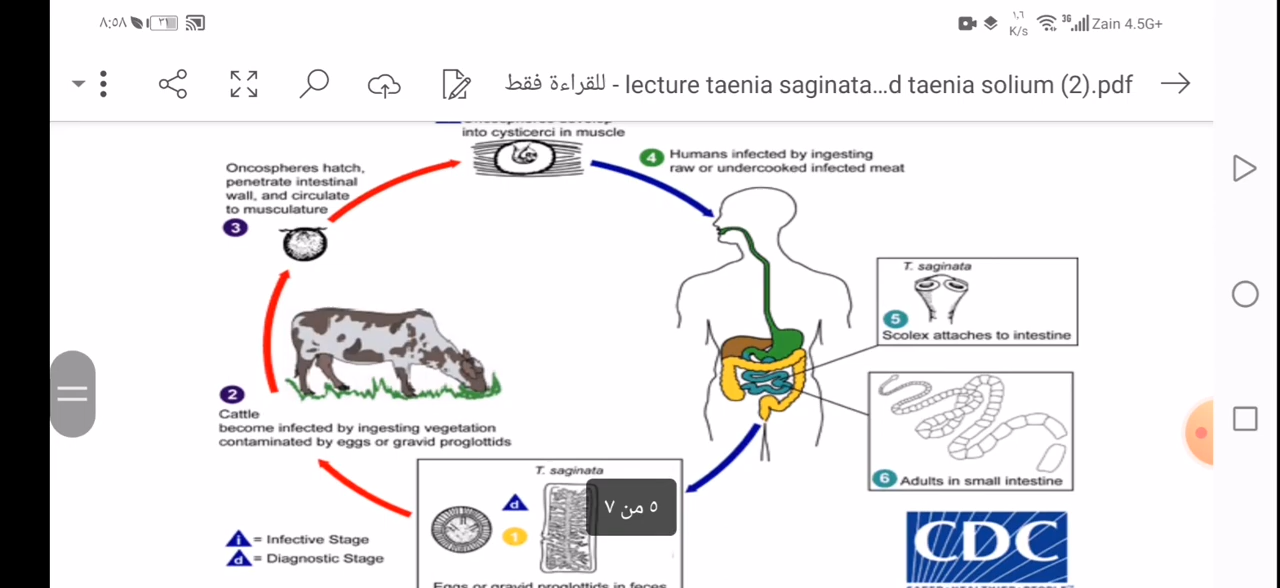 ٨:٥٨ ٣١ ١,٦ K/s 3G Zain 4.5G+
lecture taenia saginata...d taenia solium (2).pdf - للقراءة فقط
into cysticerci in muscle
Oncospheres hatch,
penetrate intestinal
wall, and circulate
to musculature
3
4 Humans infected by ingesting
raw or undercooked infected meat
T. saginata
5
Scolex attaches to intestine
2
Cattle
become infected by ingesting vegetation
contaminated by eggs or gravid proglottids
6 Adults in small intestine
T. saginata
d
1
٥ من ٧
Eggs or gravid proglottids in feces
i = Infective Stage
d = Diagnostic Stage
CDC